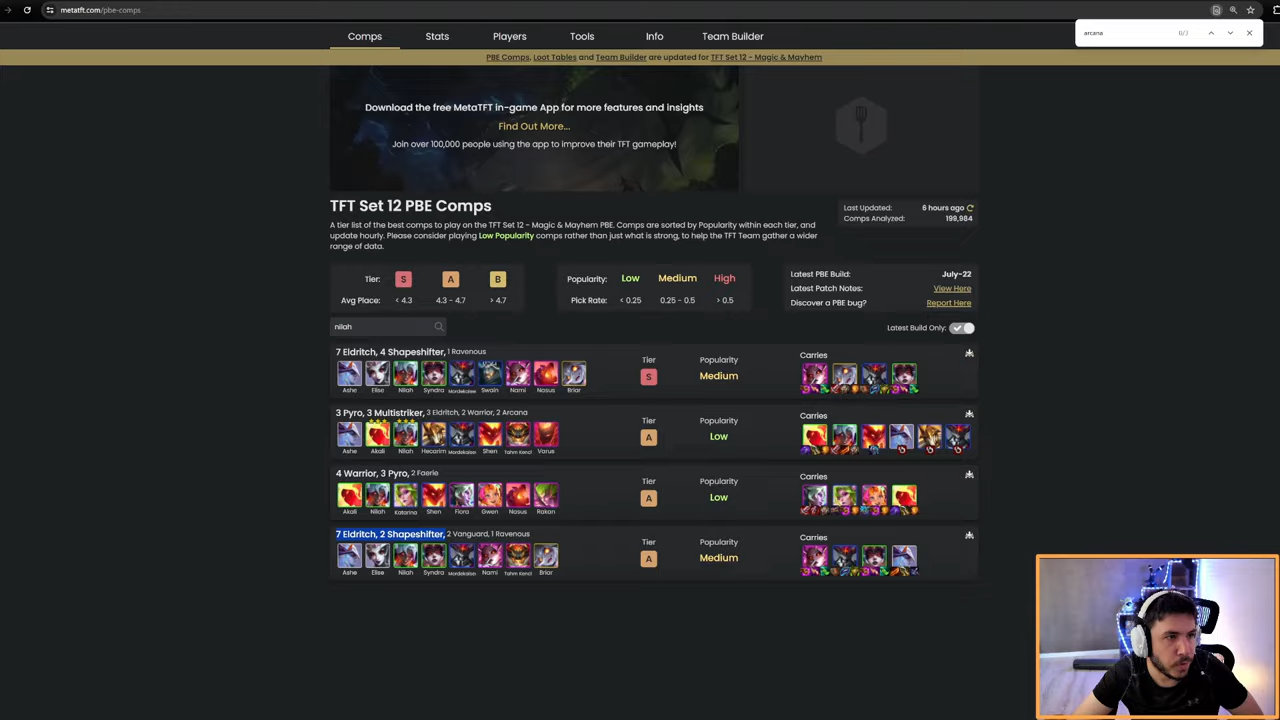 metatft.com/pbe-comps
arcana 0/0
Comps Stats Players Tools Info Team Builder
PBE Comps, Loot Tables and Team Builder are updated for TFT Set 12 - Magic & Mayhem
Download the free MetaTFT in-game App for more features and insights
Find Out More...
Join over 100,000 people using the app to improve their TFT gameplay!
TFT Set 12 PBE Comps
Last Updated: 6 hours ago
Comps Analyzed: 199,984
A tier list of the best comps to play on the TFT Set 12 - Magic & Mayhem PBE. Comps are sorted by Popularity within each tier, and
update hourly. Please consider playing Low Popularity comps rather than just what is strong, to help the TFT Team gather a wider
range of data.
Tier: S A B
Avg Place: < 4.3 4.3 - 4.7 > 4.7
Popularity: Low Medium High
Pick Rate: < 0.25 0.25 - 0.5 > 0.5
Latest PBE Build: July-22
Latest Patch Notes: View Here
Discover a PBE bug? Report Here
nilah
Latest Build Only:
7 Eldritch, 4 Shapeshifter, 1 Ravenous
Tier Popularity Carries
S Medium
Ashe Elise Nilah Syndra Mordekaiser Swain Nami Nasus Briar
3 Pyro, 3 Multistriker, 3 Eldritch, 2 Warrior, 2 Arcana
Tier Popularity Carries
A Low
Ashe Akali Nilah Hecarim Mordekaiser Shen Tahm Kench Varus
4 Warrior, 3 Pyro, 2 Faerie
Tier Popularity Carries
A Low
Akali Nilah Katarina Shen Fiora Gwen Nasus Rakan
7 Eldritch, 2 Shapeshifter, 2 Vanguard, 1 Ravenous
Tier Popularity Carries
A Medium
Ashe Elise Nilah Syndra Mordekaiser Nami Tahm Kench Briar